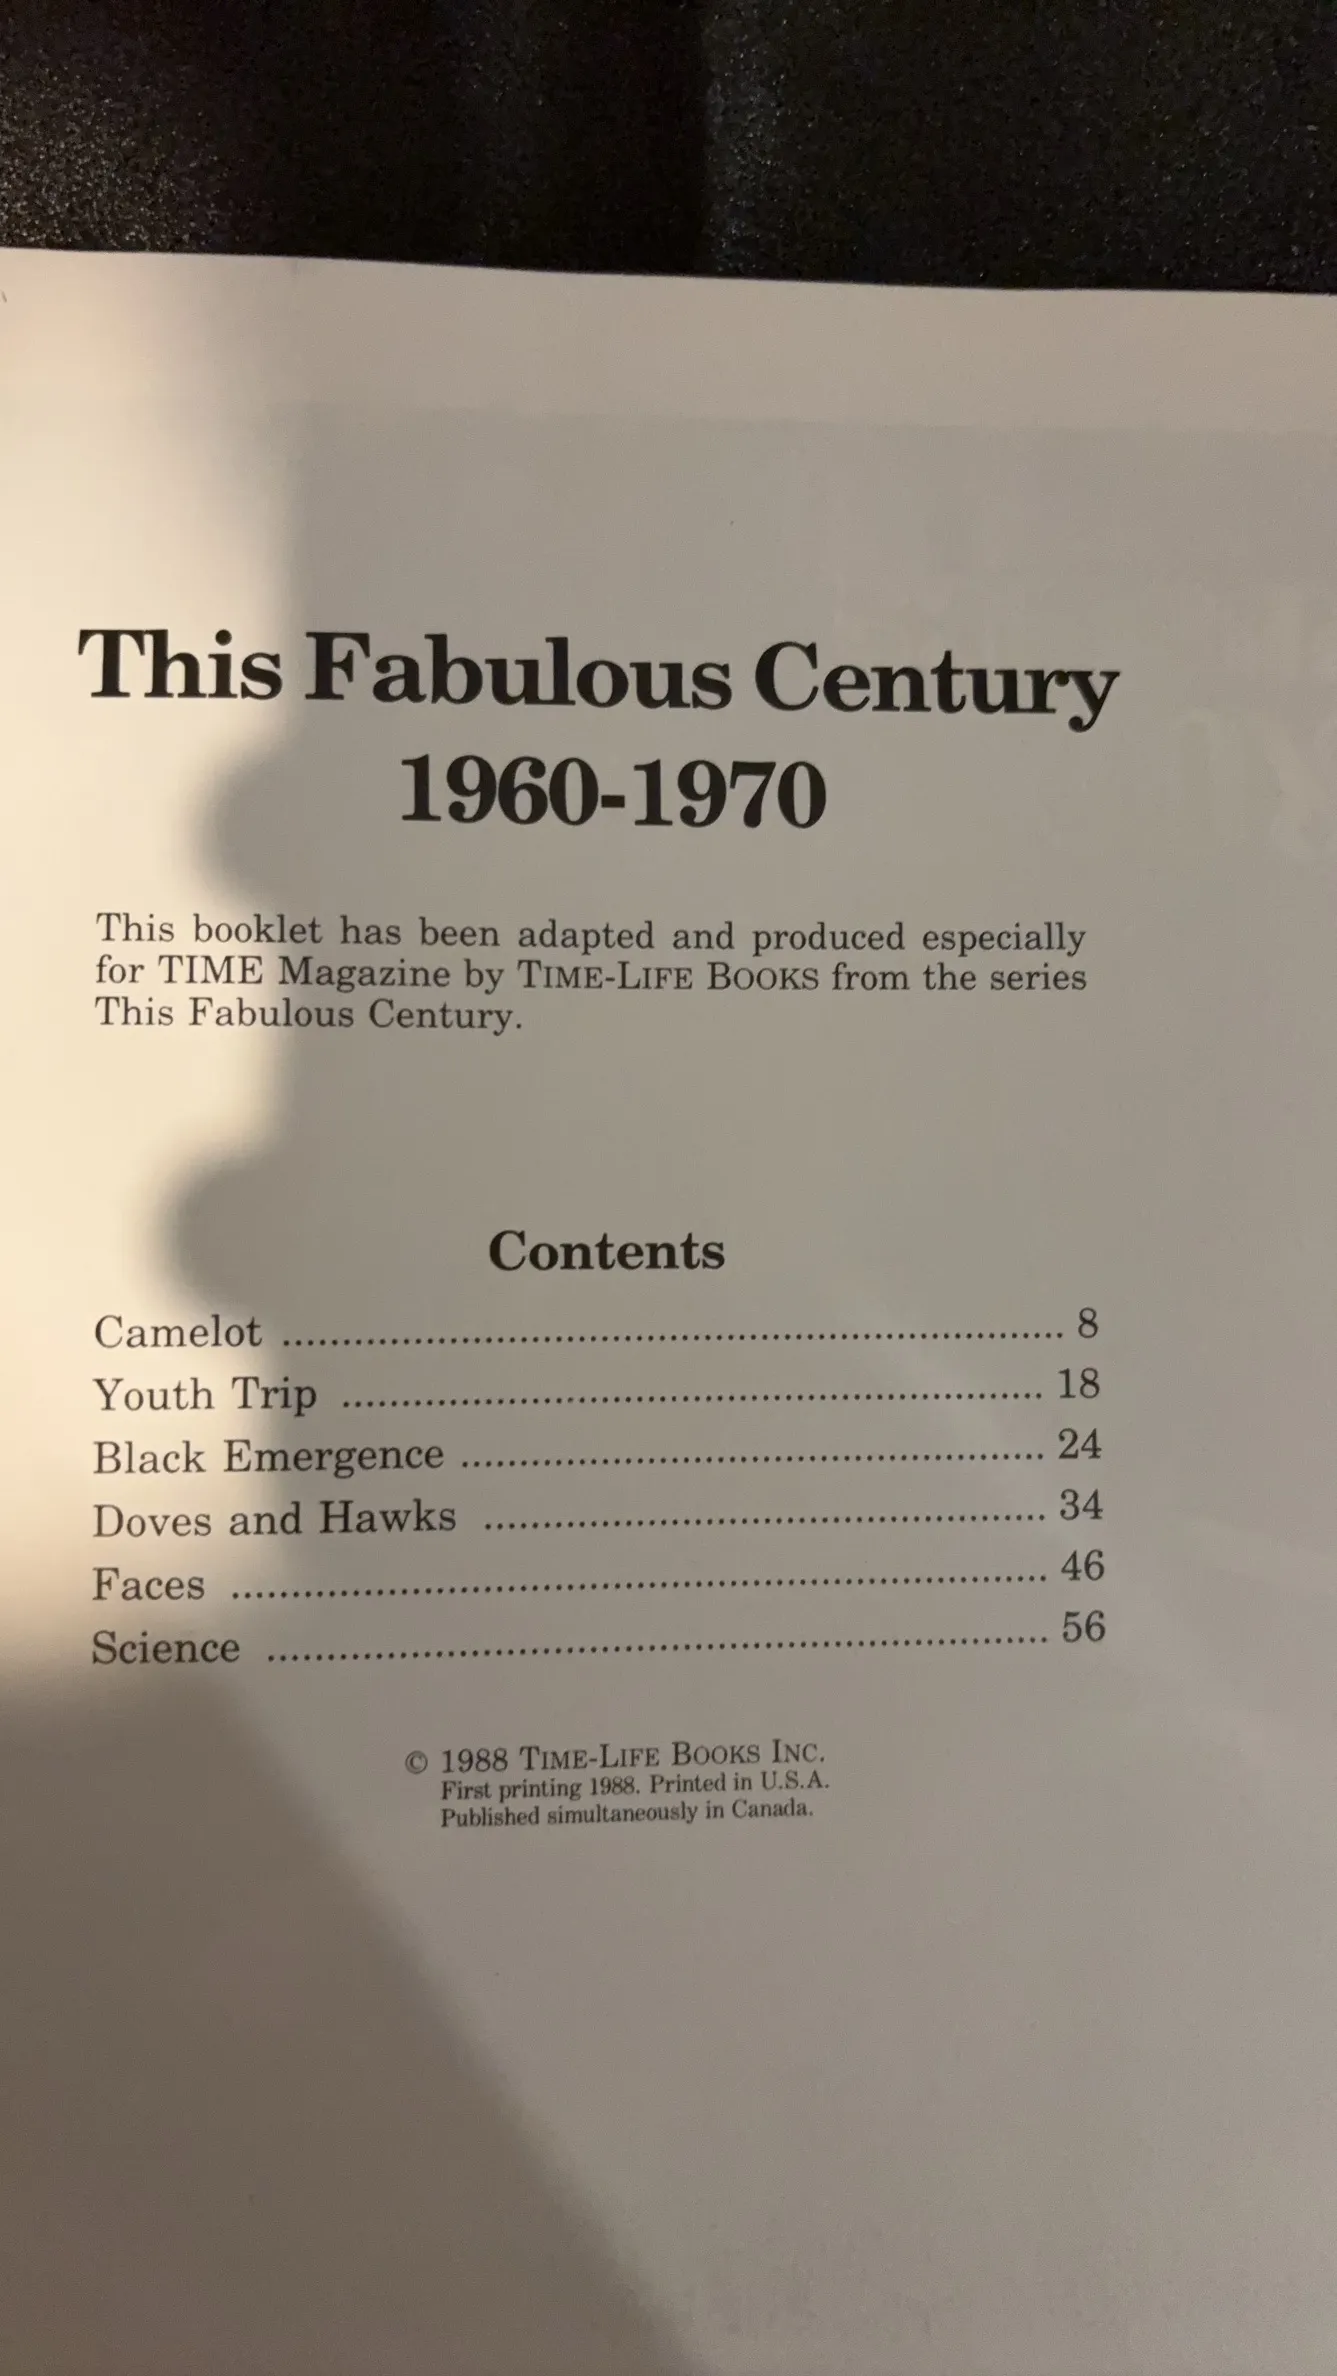 This Fabulous Century
1960-1970
This booklet has been adapted and produced especially
for TIME Magazine by TIME-LIFE BOOKS from the series
This Fabulous Century.
Contents
Camelot ........................................................................ 8
Youth Trip ................................................................ 18
Black Emergence ..................................................... 24
Doves and Hawks ................................................... 34
Faces .......................................................................... 46
Science ...................................................................... 56
© 1988 TIME-LIFE BOOKS INC.
First printing 1988. Printed in U.S.A.
Published simultaneously in Canada.